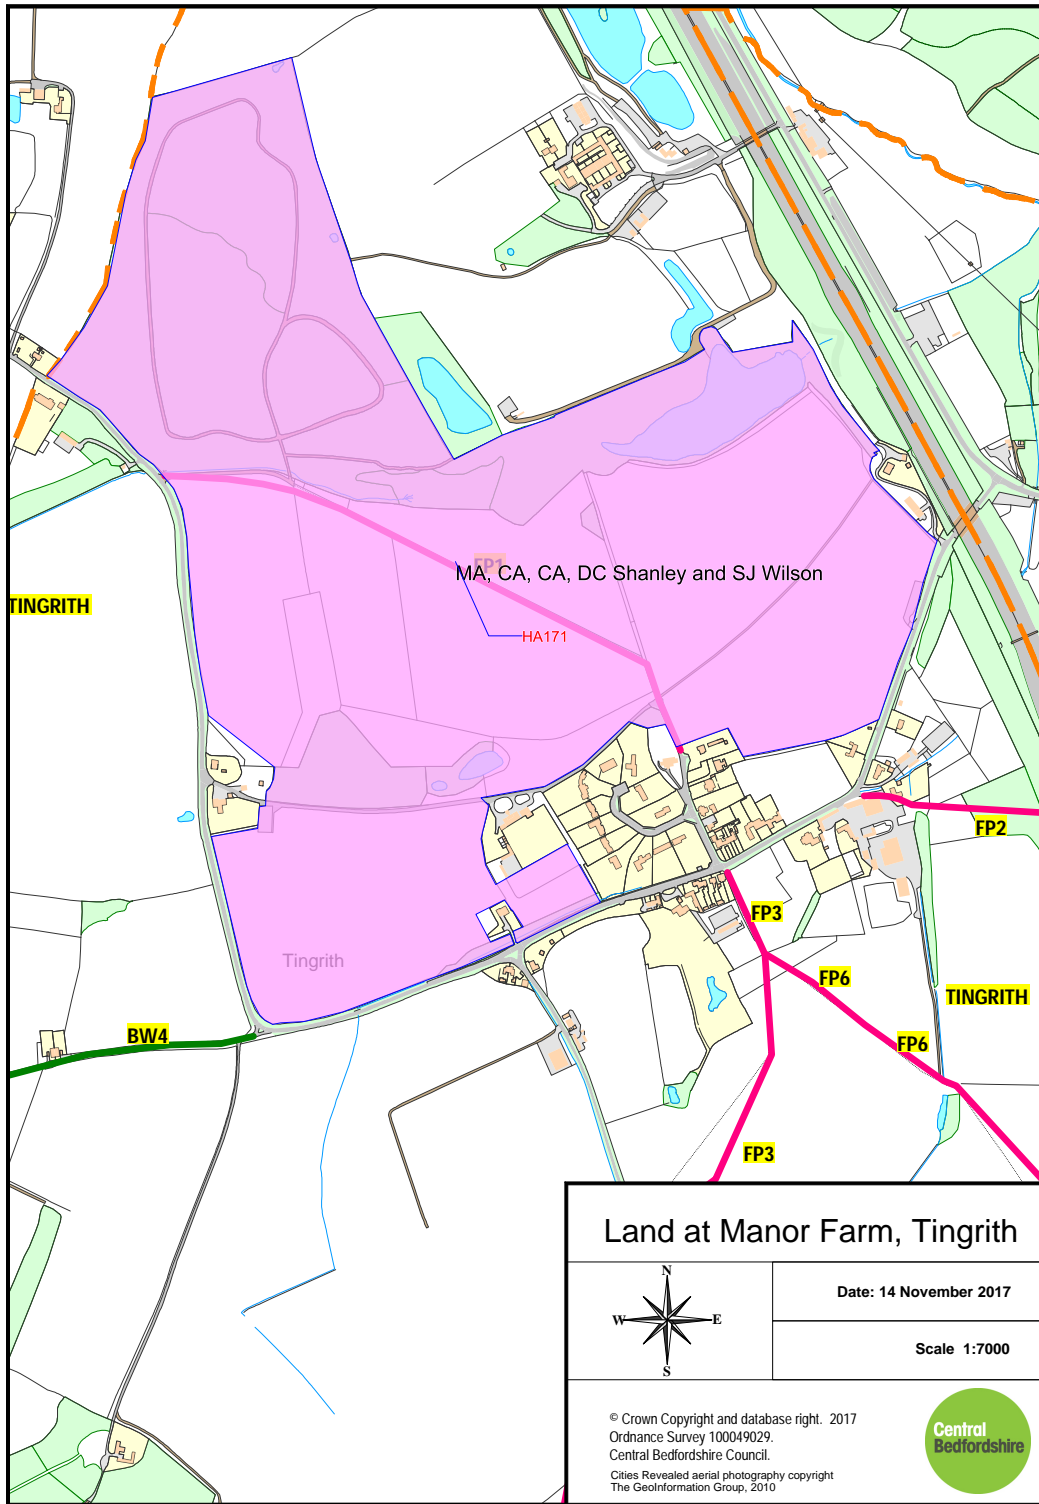 FP1
MA, CA, CA, DC Shanley and SJ Wilson
TINGRITH
HA171
FP2
FP3
Tingrith
FP6
TINGRITH
BW4
FP6
FP3
Land at Manor Farm, Tingrith
N
W E
S
Date: 14 November 2017
Scale 1:7000
© Crown Copyright and database right. 2017
Ordnance Survey 100049029.
Central Bedfordshire Council.
Cities Revealed aerial photography copyright
The GeoInformation Group, 2010
Central
Bedfordshire